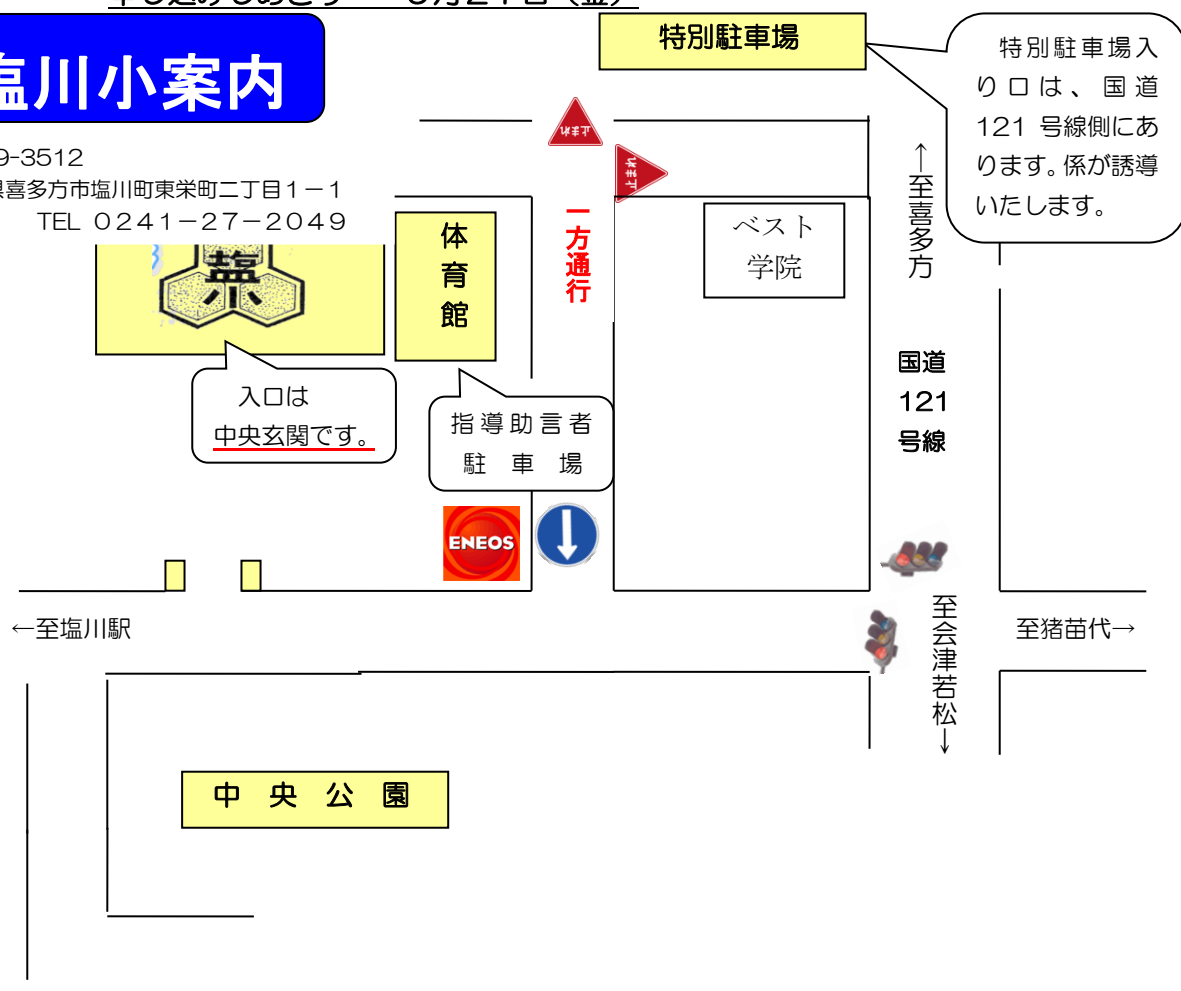 特別駐車場
特別駐車場入
り口は、国道
121 号線側にあ
ります。係が誘導
いたします。
塩川小案内
9-3512
県喜多方市塩川町東栄町二丁目1-1
TEL 0241-27-2049
止まれ
止まれ
一方通行
体育館
ベスト
学院
←至喜多方
入口は
中央玄関です。
指導助言者
駐車場
国道
121
号線
ENEOS
←至塩川駅
至会津若松→
至猪苗代→
中央公園